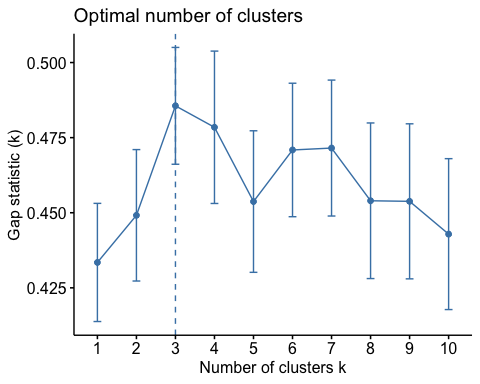 Optimal number of clusters
Gap statistic (k)
0.500
0.475
0.450
0.425
1 2 3 4 5 6 7 8 9 10
Number of clusters k